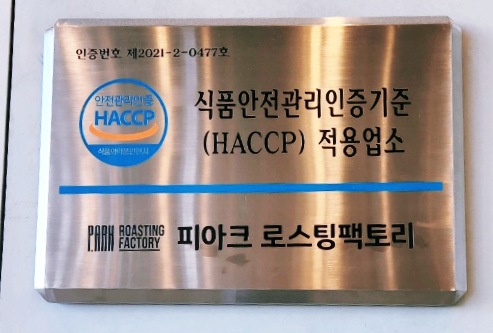 인증번호 제2021-2-0477호
안전관리인증
HACCP
식품의약품안전처
식품안전관리인증기준
(HACCP) 적용업소
P.ARK ROASTING
FACTORY
피아크 로스팅팩토리